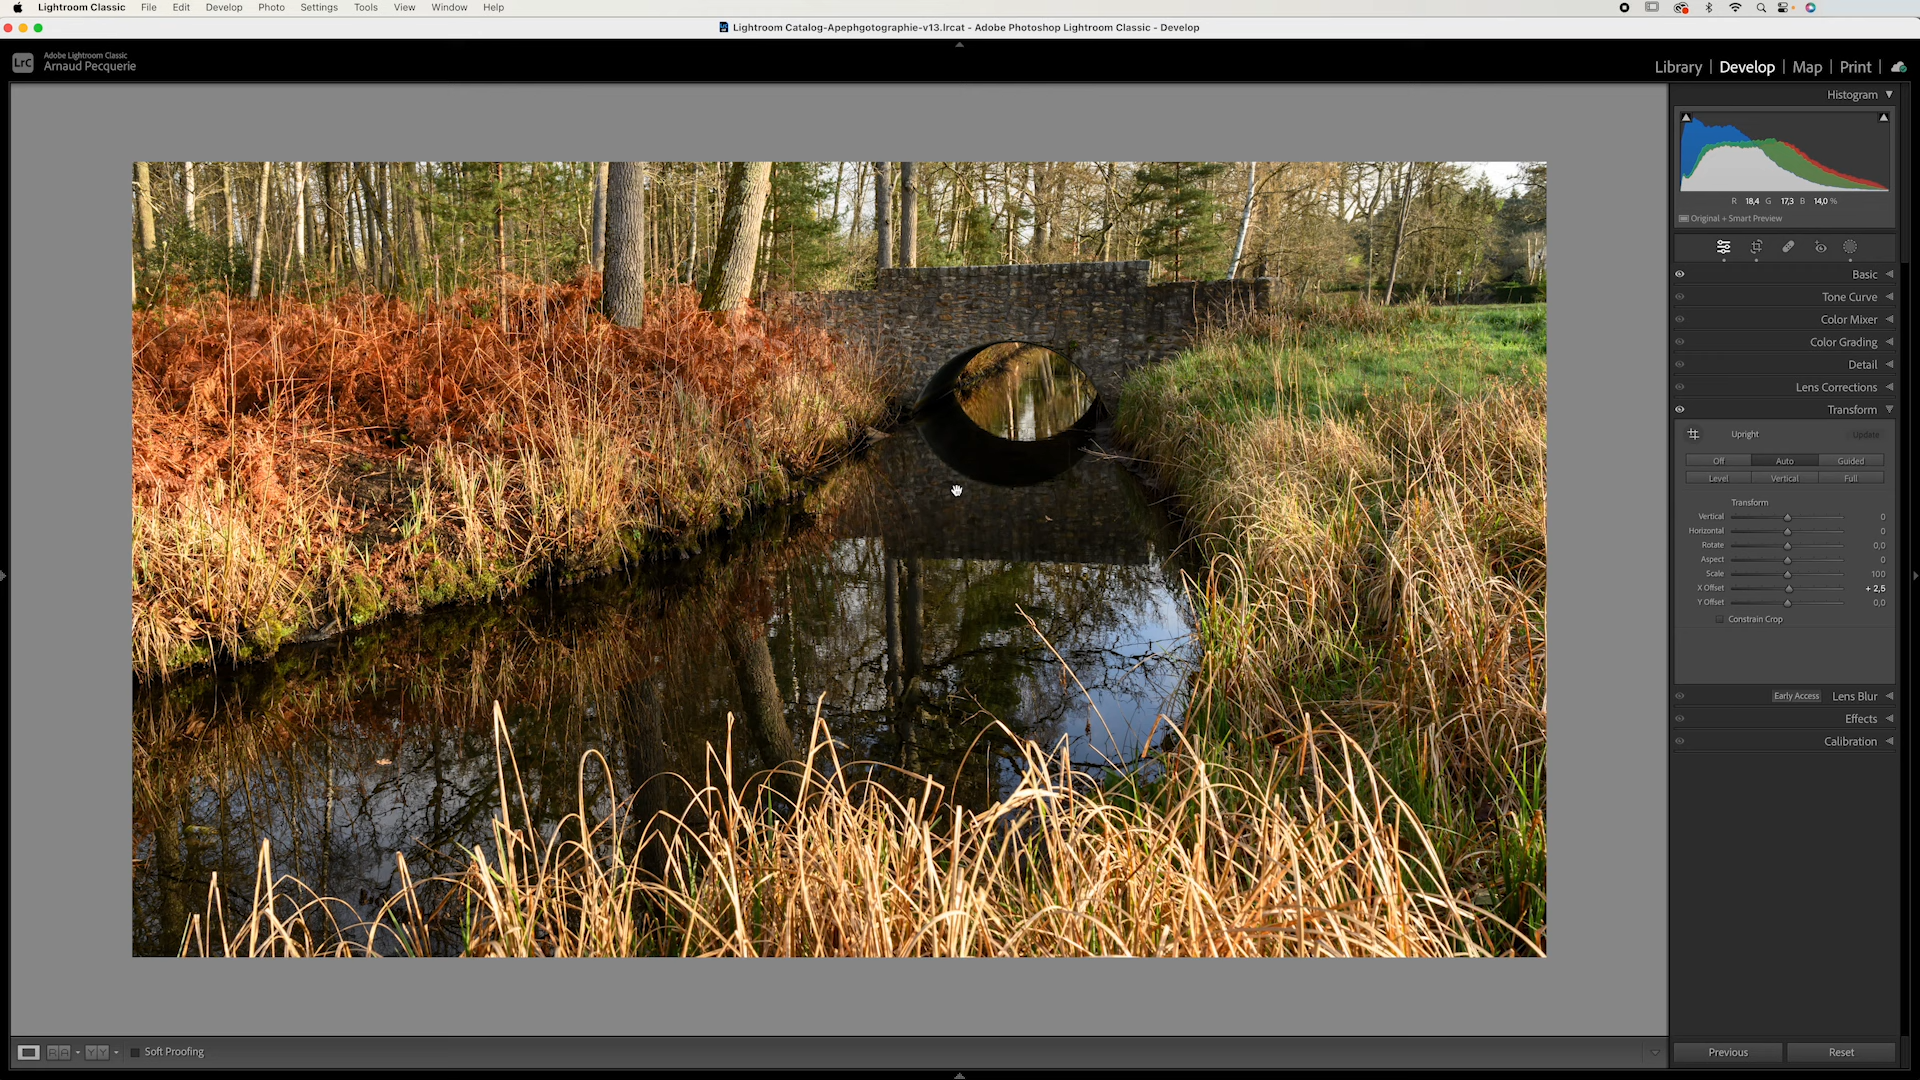 Lightroom Classic File Edit Develop Photo Settings Tools View Window Help
Lightroom Catalog-Apephgotographie-v13.lrcat - Adobe Photoshop Lightroom Classic - Develop
LrC
Adobe Lightroom Classic
Arnaud Pecquerie
Library | Develop | Map | Print |
Histogram
R 18,4 G 17,3 B 14,0 %
Original + Smart Preview
Basic
Tone Curve
Color Mixer
Color Grading
Detail
Lens Corrections
Transform
Upright Update
Off Auto Guided
Level Vertical Full
Transform
Vertical 0
Horizontal 0
Rotate 0,0
Aspect 0
Scale 100
X Offset + 2,5
Y Offset 0,0
Constrain Crop
Early Access Lens Blur
Effects
Calibration
RA YY Soft Proofing
Previous Reset